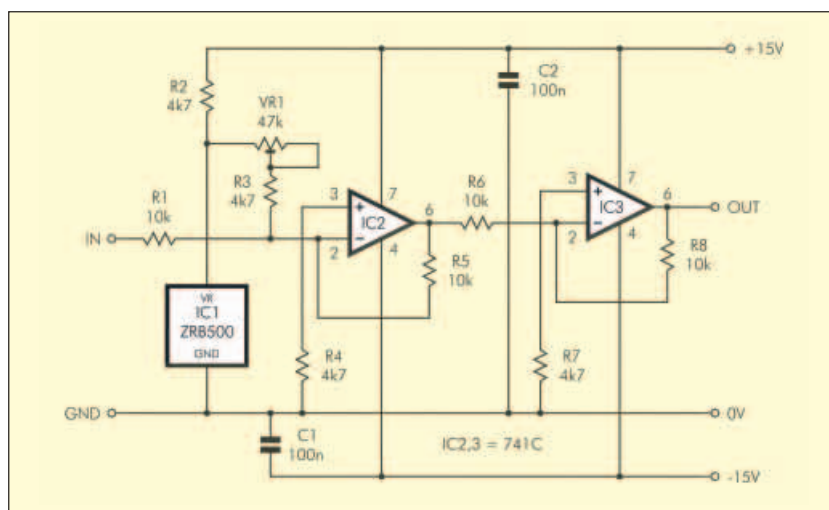 +15V
R2
4k7
VR1
47k
C2
100n
R3
4k7
R1
10k
3
7
6
IC2
2
4
R6
10k
3
7
6
IC3
2
4
OUT
IN
R5
10k
R8
10k
VR
IC1
ZRB500
GND
R4
4k7
R7
4k7
GND
0V
C1
100n
IC2,3 = 741C
-15V
+
−
+
−